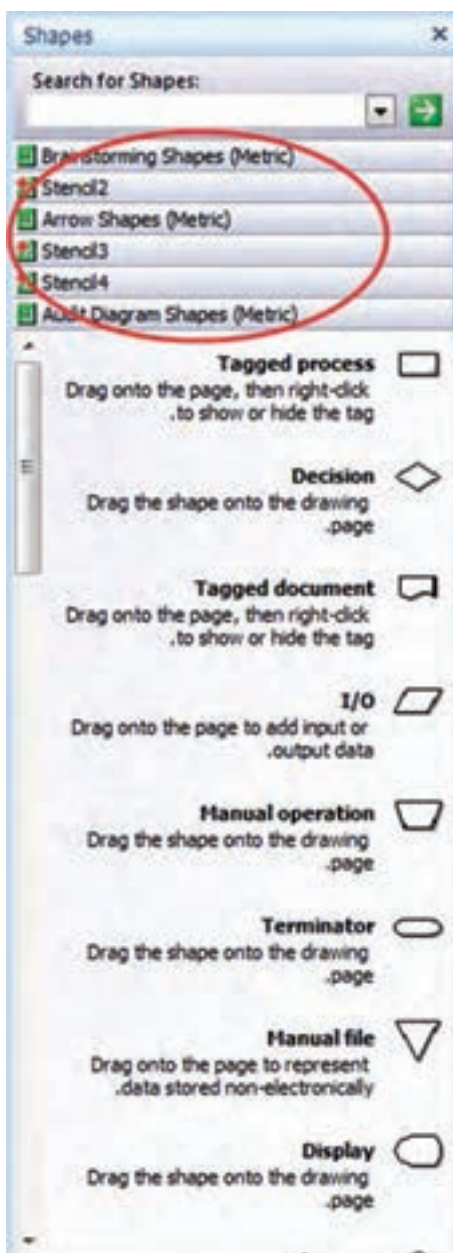 Shapes
Search for Shapes:
Brainstorming Shapes (Metric)
Stencil2
Arrow Shapes (Metric)
Stencil3
Stencil4
Audit Diagram Shapes (Metric)
Tagged process
Drag onto the page, then right-click
.to show or hide the tag
Decision
Drag the shape onto the drawing
.page
Tagged document
Drag onto the page, then right-click
.to show or hide the tag
I/O
Drag onto the page to add input or
.output data
Manual operation
Drag the shape onto the drawing
.page
Terminator
Drag the shape onto the drawing
.page
Manual file
Drag onto the page to represent
.data stored non-electronically
Display
Drag the shape onto the drawing
.page